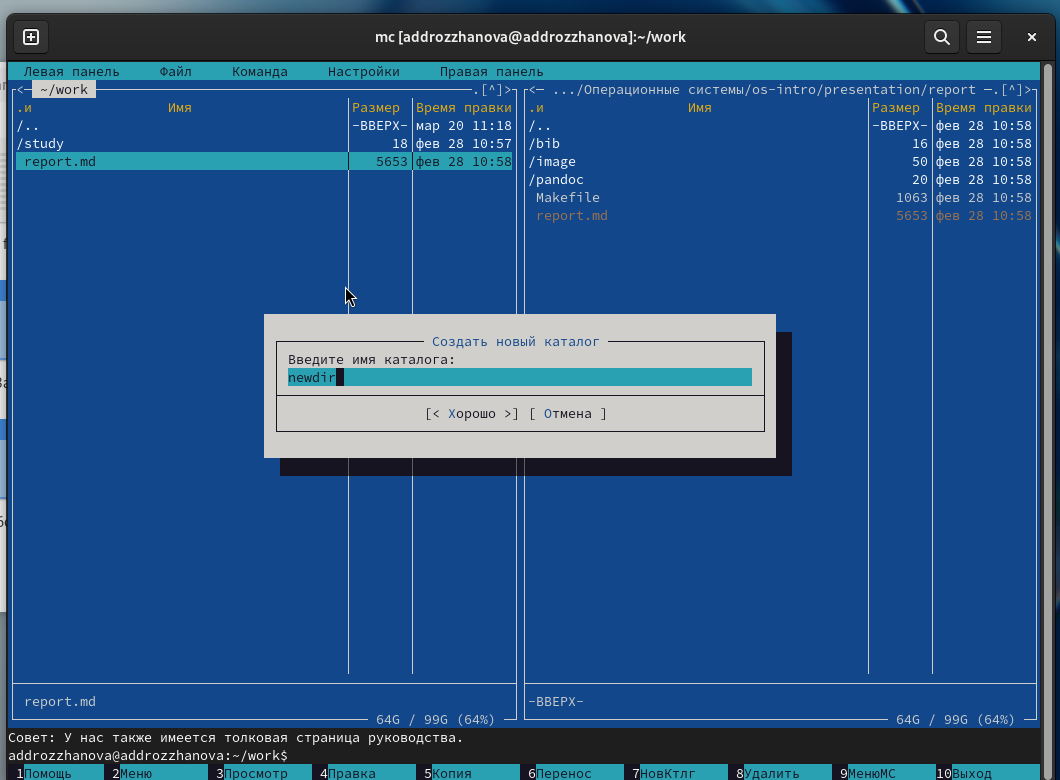 mc [addrozzhanova@addrozzhanova]:~/work
Левая панель Файл Команда Настройки Правая панель
<─ ~/work .[^]> <─ .../Операционные системы/os-intro/presentation/report ─.[^]>
.и Имя Размер Время правки .и Имя Размер Время правки
/.. -ВВЕРХ- мар 20 11:18 /.. -ВВЕРХ- фев 28 10:58
/study 18 фев 28 10:57 /bib 16 фев 28 10:58
report.md 5653 фев 28 10:58 /image 50 фев 28 10:58
/pandoc 20 фев 28 10:58
Makefile 1063 фев 28 10:58
report.md 5653 фев 28 10:58
Создать новый каталог
Введите имя каталога:
newdir
[< Хорошо >] [ Отмена ]
report.md -ВВЕРХ-
64G / 99G (64%) 64G / 99G (64%)
Совет: У нас также имеется толковая страница руководства.
addrozzhanova@addrozzhanova:~/work$
1Помощь 2Меню 3Просмотр 4Правка 5Копия 6Перенос 7НовКтлг 8Удалить 9МенюMC 10Выход